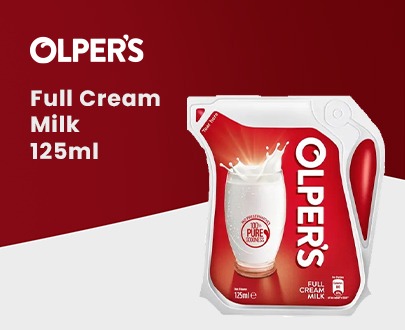 OLPER'S
Full Cream
Milk
125ml
OLPER'S
100%
PURE
GOODNESS
FULL
CREAM
MILK
125ml e